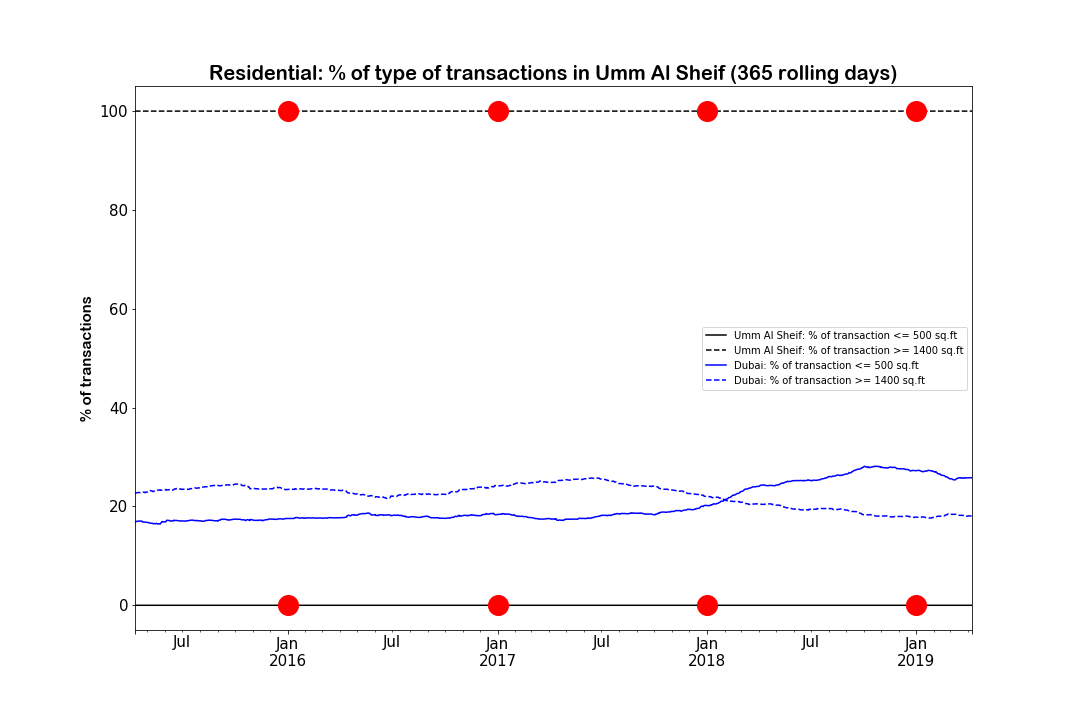 Residential: % of type of transactions in Umm Al Sheif (365 rolling days)
% of transactions
100
80
60
40
20
0
Umm Al Sheif: % of transaction <= 500 sq.ft
Umm Al Sheif: % of transaction >= 1400 sq.ft
Dubai: % of transaction <= 500 sq.ft
Dubai: % of transaction >= 1400 sq.ft
Jul Jan Jul Jan Jul Jan Jul Jan
2016 2017 2018 2019